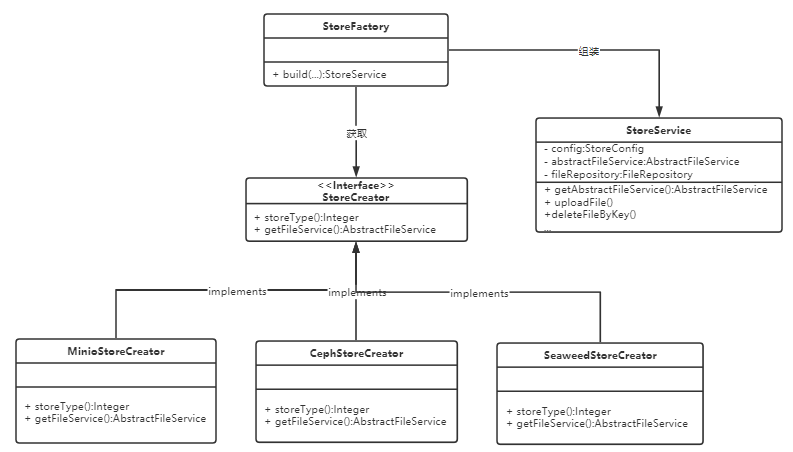 StoreFactory
+ build(...):StoreService
组装
获取
StoreService
- config:StoreConfig
- abstractFileService:AbstractFileService
- fileRepository:FileRepository
+ getAbstractFileService():AbstractFileService
+ uploadFile()
+deleteFileByKey()
...
<<Interface>>
StoreCreator
+ storeType():Integer
+ getFileService():AbstractFileService
implements
implements
implements
MinioStoreCreator
+ storeType():Integer
+ getFileService():AbstractFileService
CephStoreCreator
+ storeType():Integer
+ getFileService():AbstractFileService
SeaweedStoreCreator
+ storeType():Integer
+ getFileService():AbstractFileService